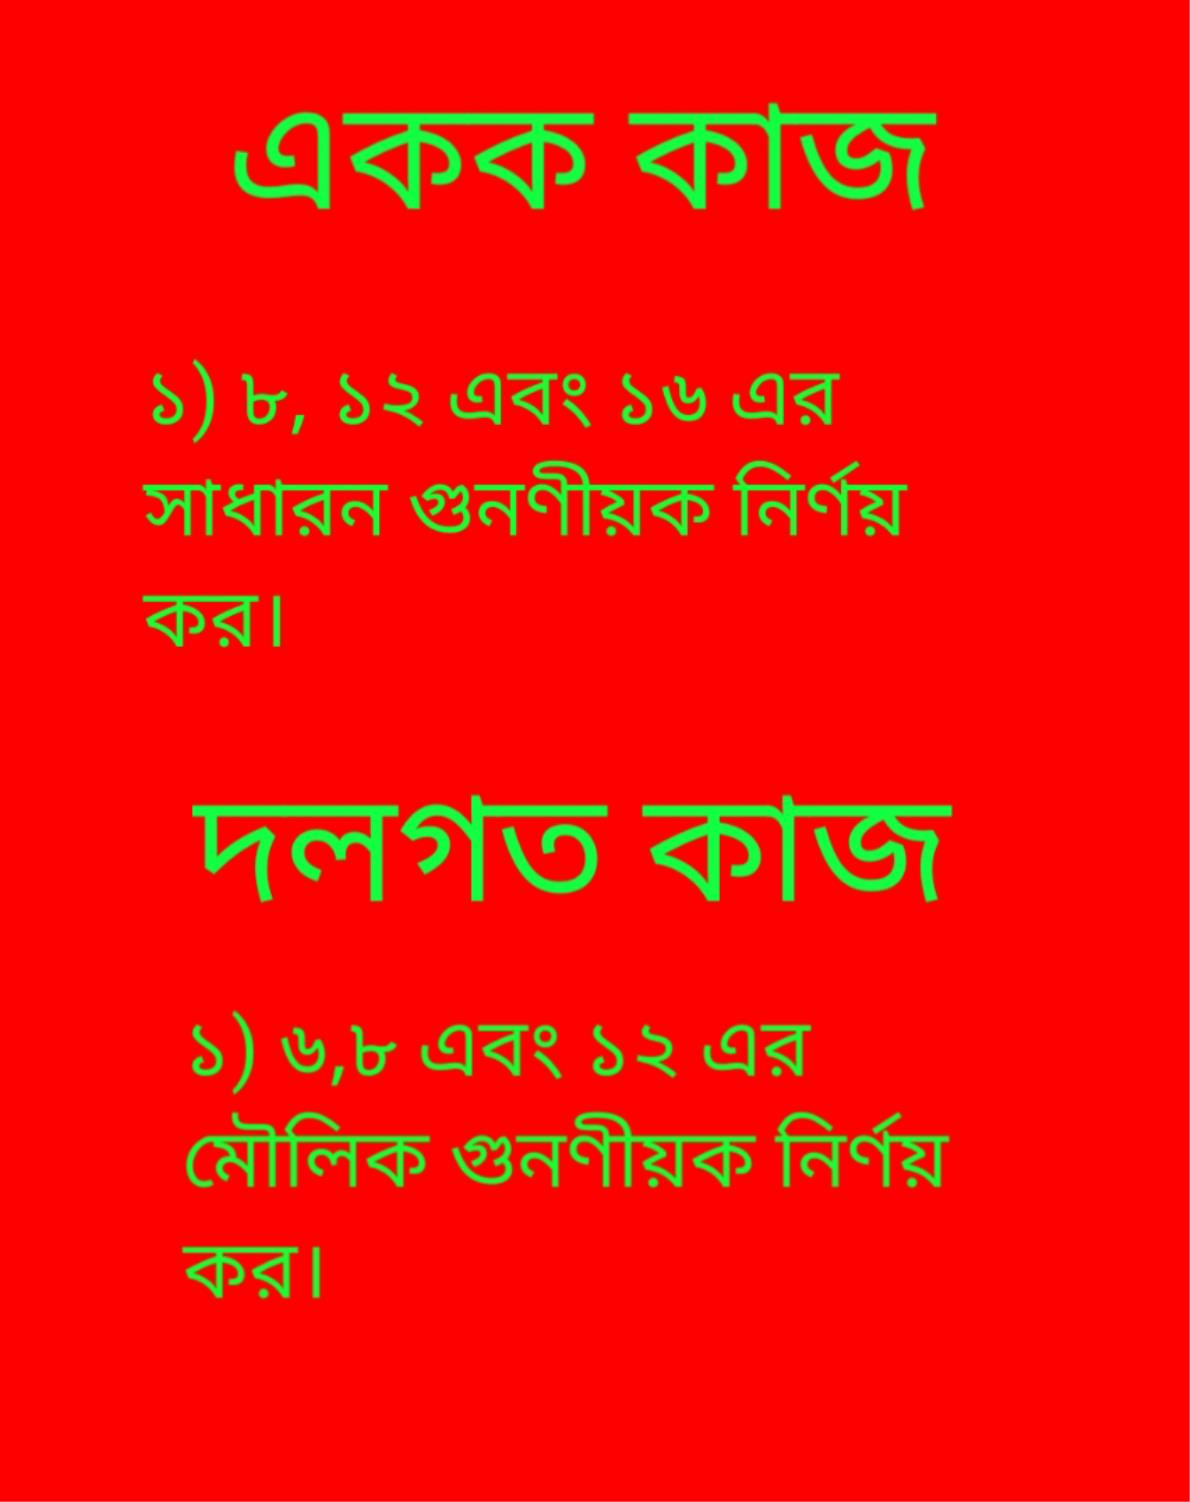 একক কাজ
১) ৮, ১২ এবং ১৬ এর
সাধারন গুনণীয়ক নির্ণয়
কর।
দলগত কাজ
১) ৬,৮ এবং ১২ এর
মৌলিক গুনণীয়ক নির্ণয়
কর।